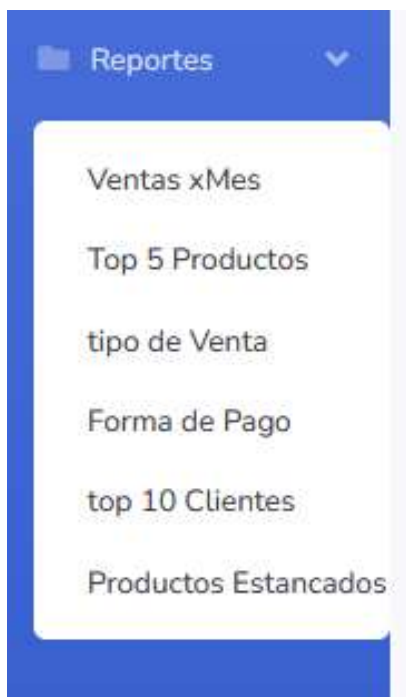 Reportes
Ventas xMes
Top 5 Productos
tipo de Venta
Forma de Pago
top 10 Clientes
Productos Estancados